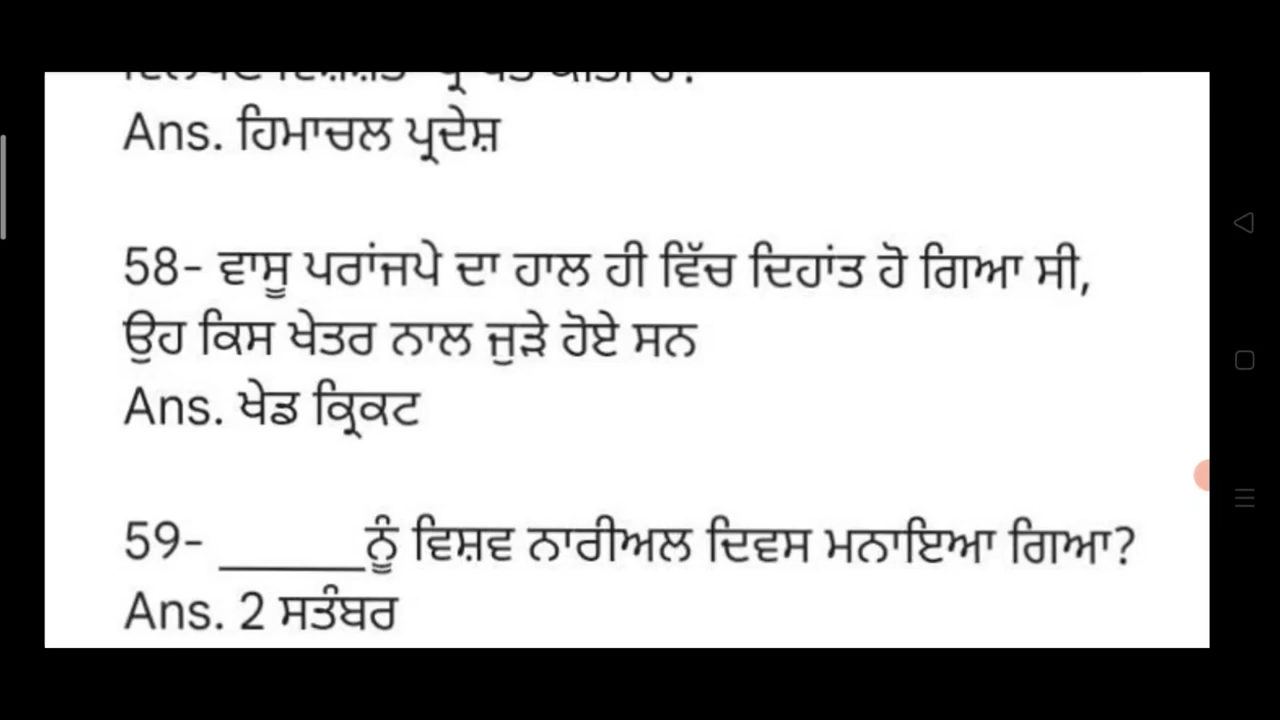 Ans. ਹਿਮਾਚਲ ਪ੍ਰਦੇਸ਼
58- ਵਾਸੂ ਪਰਾਂਜਪੇ ਦਾ ਹਾਲ ਹੀ ਵਿੱਚ ਦਿਹਾਂਤ ਹੋ ਗਿਆ ਸੀ,
ਉਹ ਕਿਸ ਖੇਤਰ ਨਾਲ ਜੁੜੇ ਹੋਏ ਸਨ
Ans. ਖੇਡ ਕ੍ਰਿਕਟ
59- ______ਨੂੰ ਵਿਸ਼ਵ ਨਾਰੀਅਲ ਦਿਵਸ ਮਨਾਇਆ ਗਿਆ?
Ans. 2 ਸਤੰਬਰ